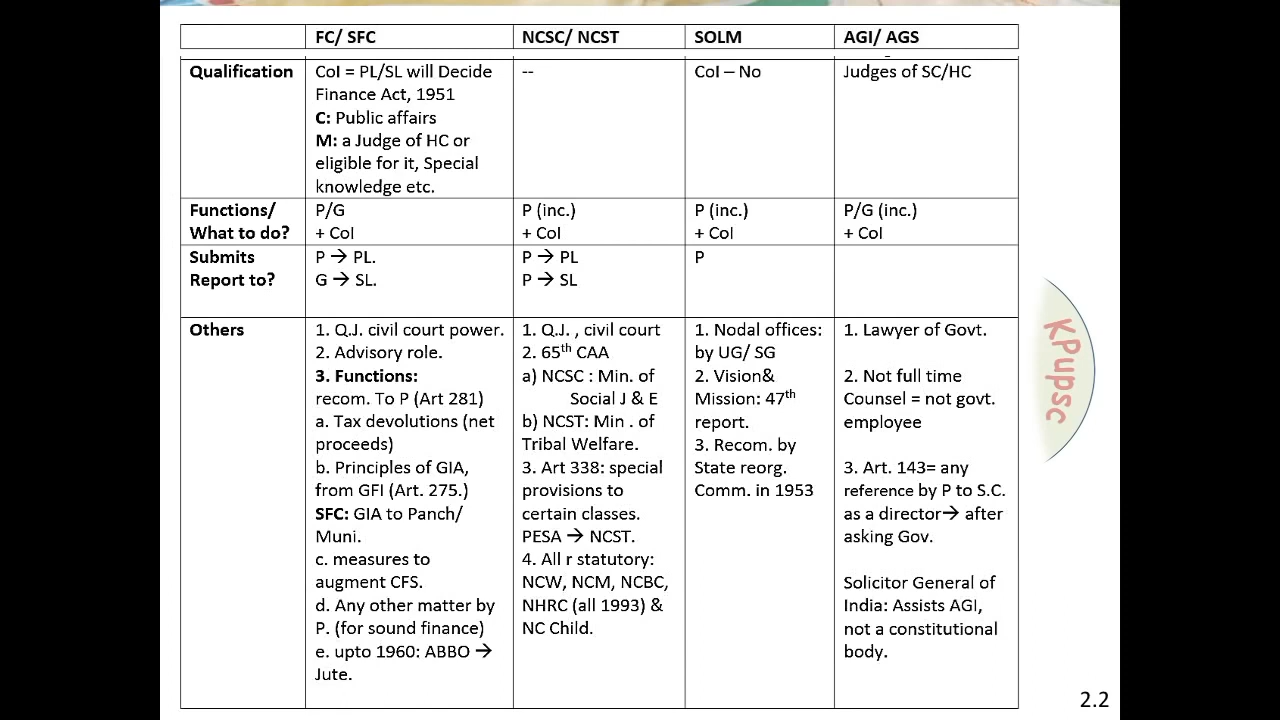 FC/ SFC
NCSC/ NCST
SOLM
AGI/ AGS
Qualification
CoI = PL/SL will Decide
Finance Act, 1951
C: Public affairs
M: a Judge of HC or
eligible for it, Special
knowledge etc.
--
CoI – No
Judges of SC/HC
Functions/
What to do?
P/G
+ CoI
P (inc.)
+ CoI
P (inc.)
+ CoI
P/G (inc.)
+ CoI
Submits
Report to?
P → PL.
G → SL.
P → PL
P → SL
P
Others
1. Q.J. civil court power.
2. Advisory role.
3. Functions:
recom. To P (Art 281)
a. Tax devolutions (net
proceeds)
b. Principles of GIA,
from GFI (Art. 275.)
SFC: GIA to Panch/
Muni.
c. measures to
augment CFS.
d. Any other matter by
P. (for sound finance)
e. upto 1960: ABBO →
Jute.
1. Q.J. , civil court
2. 65th CAA
a) NCSC : Min. of
Social J & E
b) NCST: Min . of
Tribal Welfare.
3. Art 338: special
provisions to
certain classes.
PESA → NCST.
4. All r statutory:
NCW, NCM, NCBC,
NHRC (all 1993) &
NC Child.
1. Nodal offices:
by UG/ SG
2. Vision&
Mission: 47th
report.
3. Recom. by
State reorg.
Comm. in 1953
1. Lawyer of Govt.
2. Not full time
Counsel = not govt.
employee
3. Art. 143= any
reference by P to S.C.
as a director→ after
asking Gov.
Solicitor General of
India: Assists AGI,
not a constitutional
body.
KPupsc
2.2